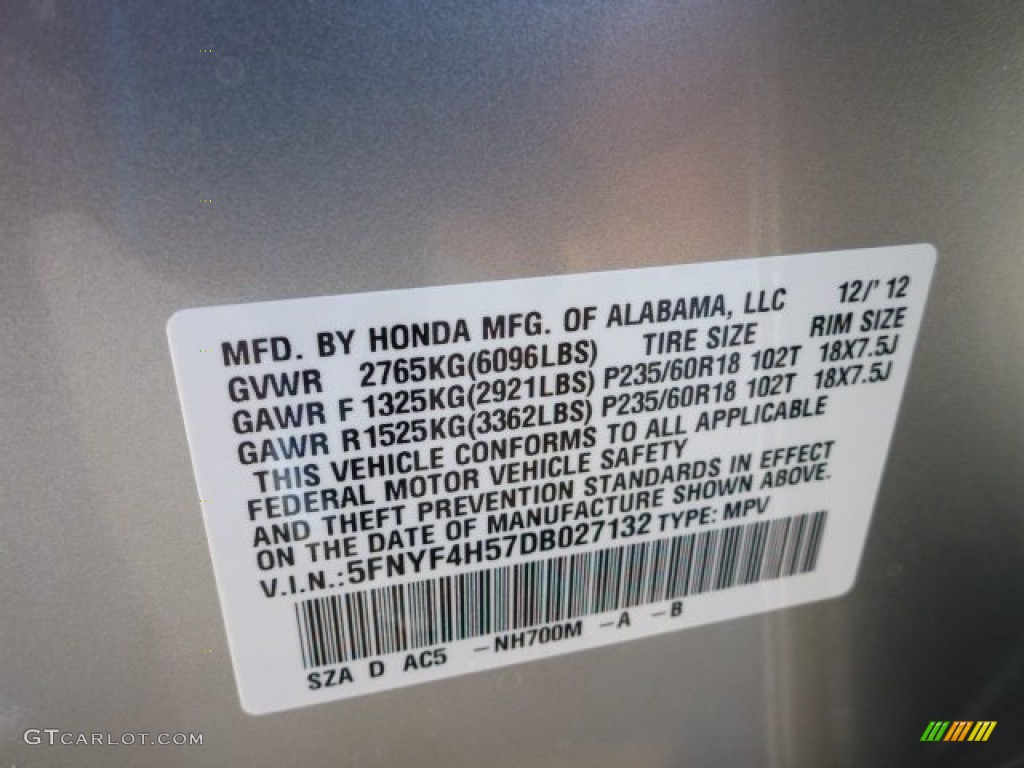 MFD. BY HONDA MFG. OF ALABAMA, LLC 12/' 12
GVWR 2765KG(6096LBS) TIRE SIZE RIM SIZE
GAWR F 1325KG(2921LBS) P235/60R18 102T 18X7.5J
GAWR R1525KG(3362LBS) P235/60R18 102T 18X7.5J
THIS VEHICLE CONFORMS TO ALL APPLICABLE
FEDERAL MOTOR VEHICLE SAFETY
AND THEFT PREVENTION STANDARDS IN EFFECT
ON THE DATE OF MANUFACTURE SHOWN ABOVE.
V.I.N.:5FNYF4H57DB027132 TYPE: MPV
SZA D AC5 -NH700M -A -B
GTCARLOT.COM